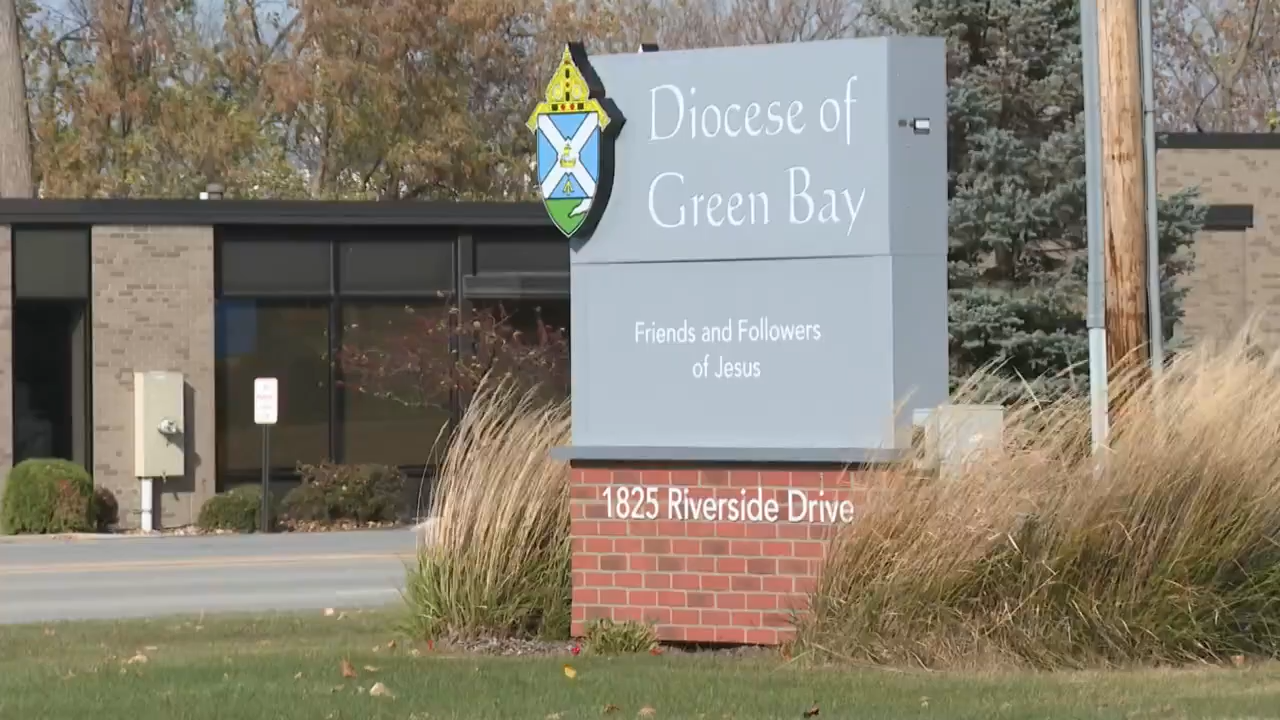 Diocese of
Green Bay
Friends and Followers
of Jesus
1825 Riverside Drive